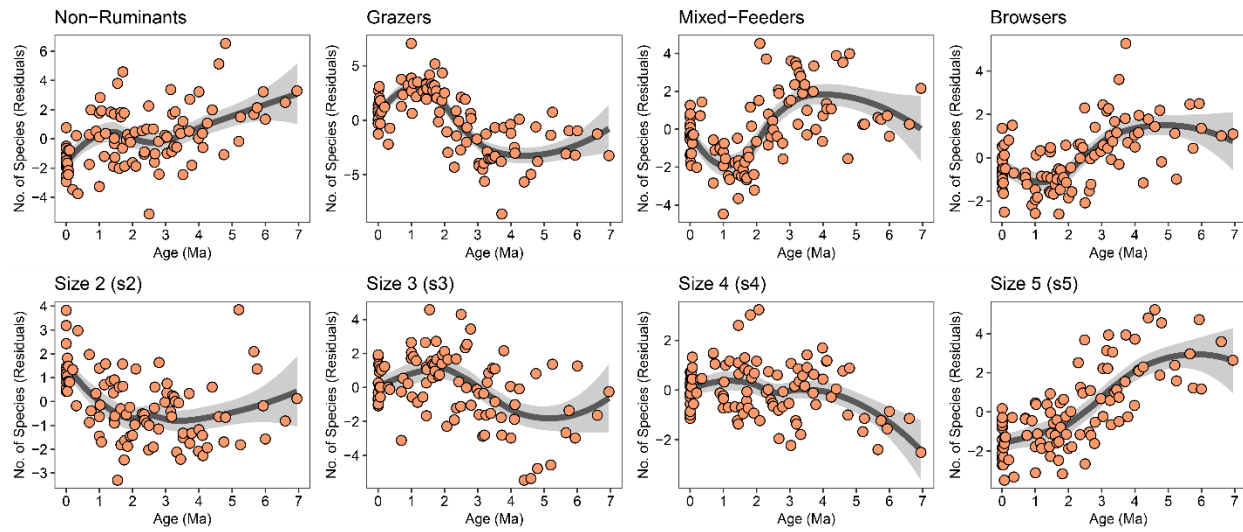 Non−Ruminants
Grazers
Mixed−Feeders
Browsers
No. of Species (Residuals)
6
4
2
0
−2
−4
0 1 2 3 4 5 6 7
Age (Ma)
No. of Species (Residuals)
5
0
−5
0 1 2 3 4 5 6 7
Age (Ma)
No. of Species (Residuals)
4
2
0
−2
−4
0 1 2 3 4 5 6 7
Age (Ma)
No. of Species (Residuals)
4
2
0
−2
0 1 2 3 4 5 6 7
Age (Ma)
Size 2 (s2)
Size 3 (s3)
Size 4 (s4)
Size 5 (s5)
No. of Species (Residuals)
4
3
2
1
0
−1
−2
−3
0 1 2 3 4 5 6 7
Age (Ma)
No. of Species (Residuals)
4
2
0
−2
−4
−6
0 1 2 3 4 5 6 7
Age (Ma)
No. of Species (Residuals)
2
0
−2
0 1 2 3 4 5 6 7
Age (Ma)
No. of Species (Residuals)
4
2
0
−2
0 1 2 3 4 5 6 7
Age (Ma)